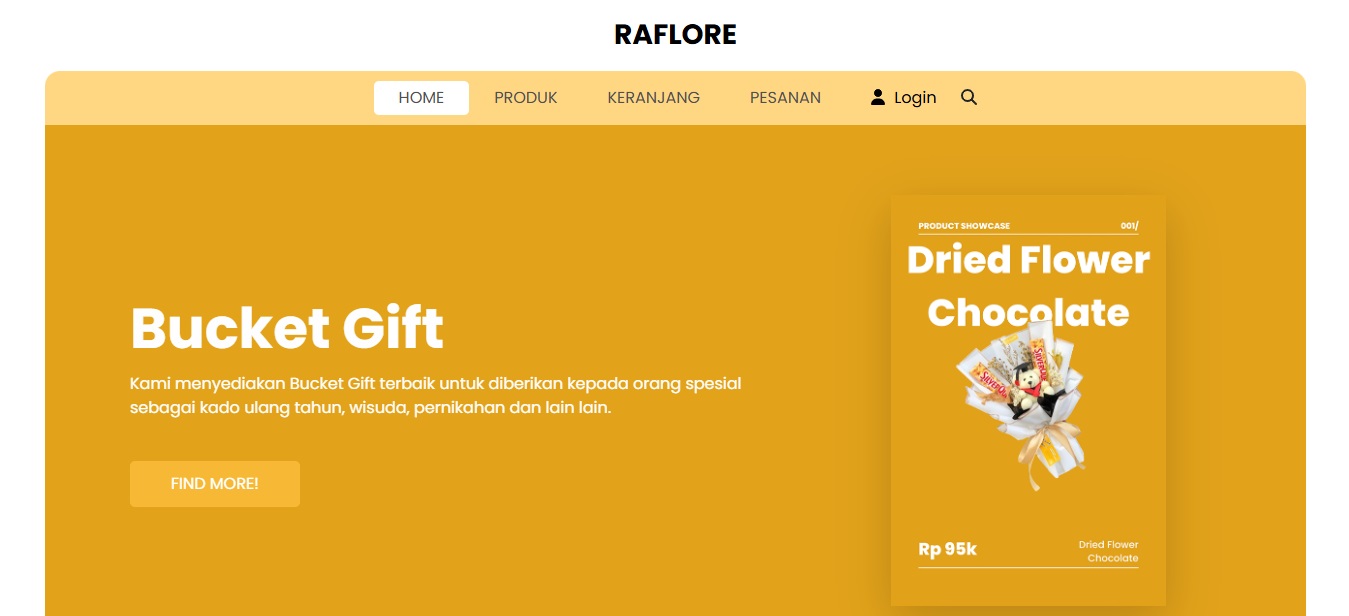 RAFLORE
HOME PRODUK KERANJANG PESANAN Login
Bucket Gift
Kami menyediakan Bucket Gift terbaik untuk diberikan kepada orang spesial
sebagai kado ulang tahun, wisuda, pernikahan dan lain lain.
FIND MORE!
PRODUCT SHOWCASE 001/
Dried Flower
Chocolate
Rp 95k
Dried Flower
Chocolate